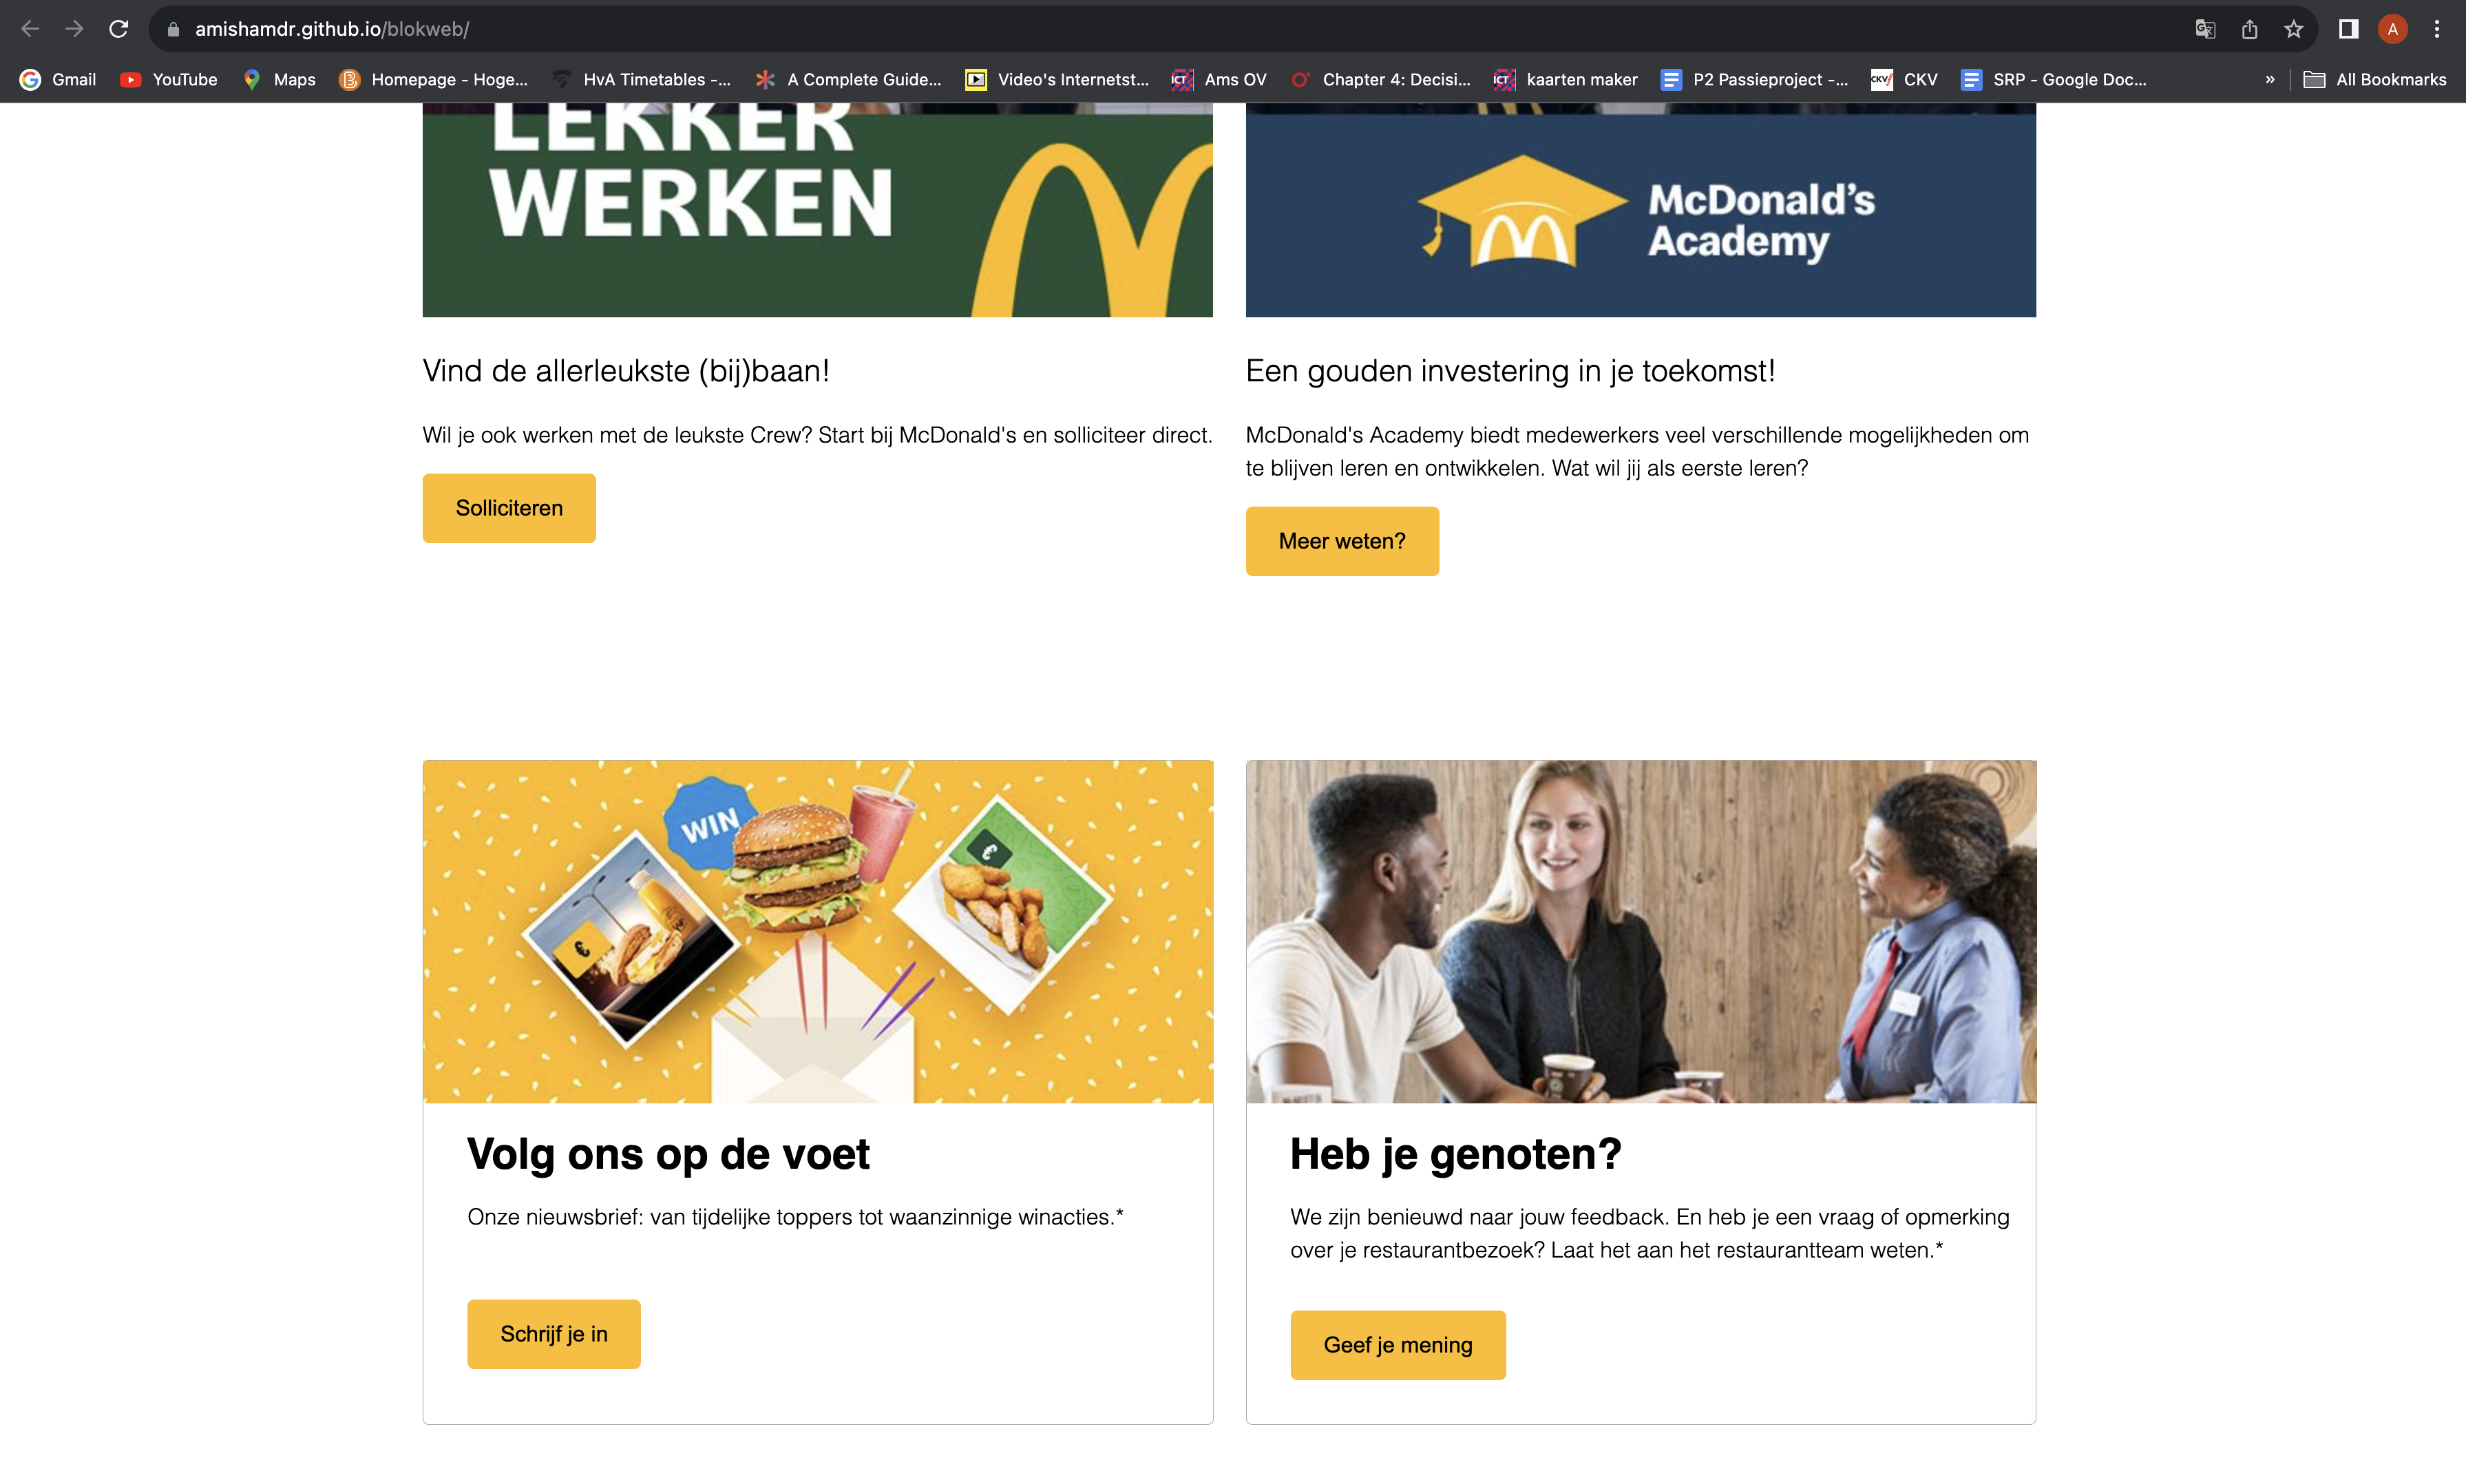 amishamdr.github.io/blokweb/
A
Gmail
YouTube
Maps
Homepage - Hoge...
HvA Timetables -...
A Complete Guide...
Video's Internetst...
ICT
Ams OV
Chapter 4: Decisi...
ICT
kaarten maker
P2 Passieproject -...
CKV
CKV
SRP - Google Doc...
»
All Bookmarks
LEKKER
WERKEN
McDonald's
Academy
Vind de allerleukste (bij)baan!
Wil je ook werken met de leukste Crew? Start bij McDonald's en solliciteer direct.
Solliciteren
Een gouden investering in je toekomst!
McDonald's Academy biedt medewerkers veel verschillende mogelijkheden om
te blijven leren en ontwikkelen. Wat wil jij als eerste leren?
Meer weten?
WIN
€
€
Volg ons op de voet
Onze nieuwsbrief: van tijdelijke toppers tot waanzinnige winacties.*
Schrijf je in
Heb je genoten?
We zijn benieuwd naar jouw feedback. En heb je een vraag of opmerking
over je restaurantbezoek? Laat het aan het restaurantteam weten.*
Geef je mening